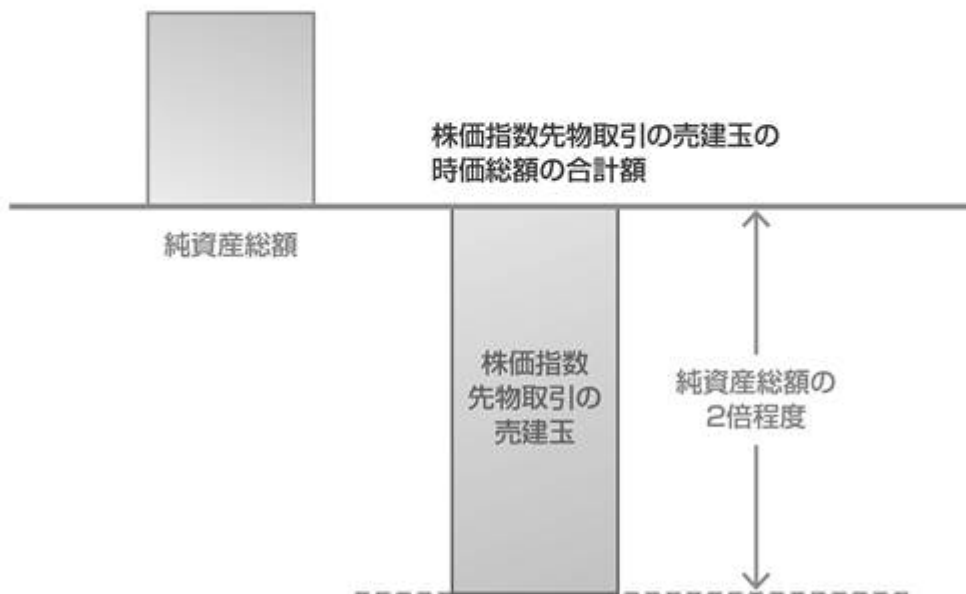 株価指数先物取引の売建玉の
時価総額の合計額
純資産総額
株価指数
先物取引の
売建玉
純資産総額の
2倍程度